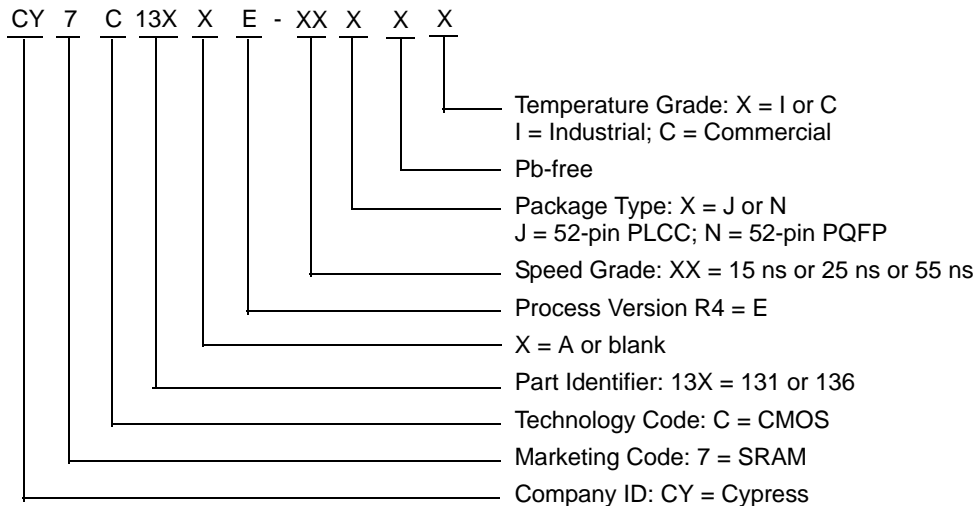 CY 7 C 13X X E - XX X X X
Temperature Grade: X = I or C
I = Industrial; C = Commercial
Pb-free
Package Type: X = J or N
J = 52-pin PLCC; N = 52-pin PQFP
Speed Grade: XX = 15 ns or 25 ns or 55 ns
Process Version R4 = E
X = A or blank
Part Identifier: 13X = 131 or 136
Technology Code: C = CMOS
Marketing Code: 7 = SRAM
Company ID: CY = Cypress